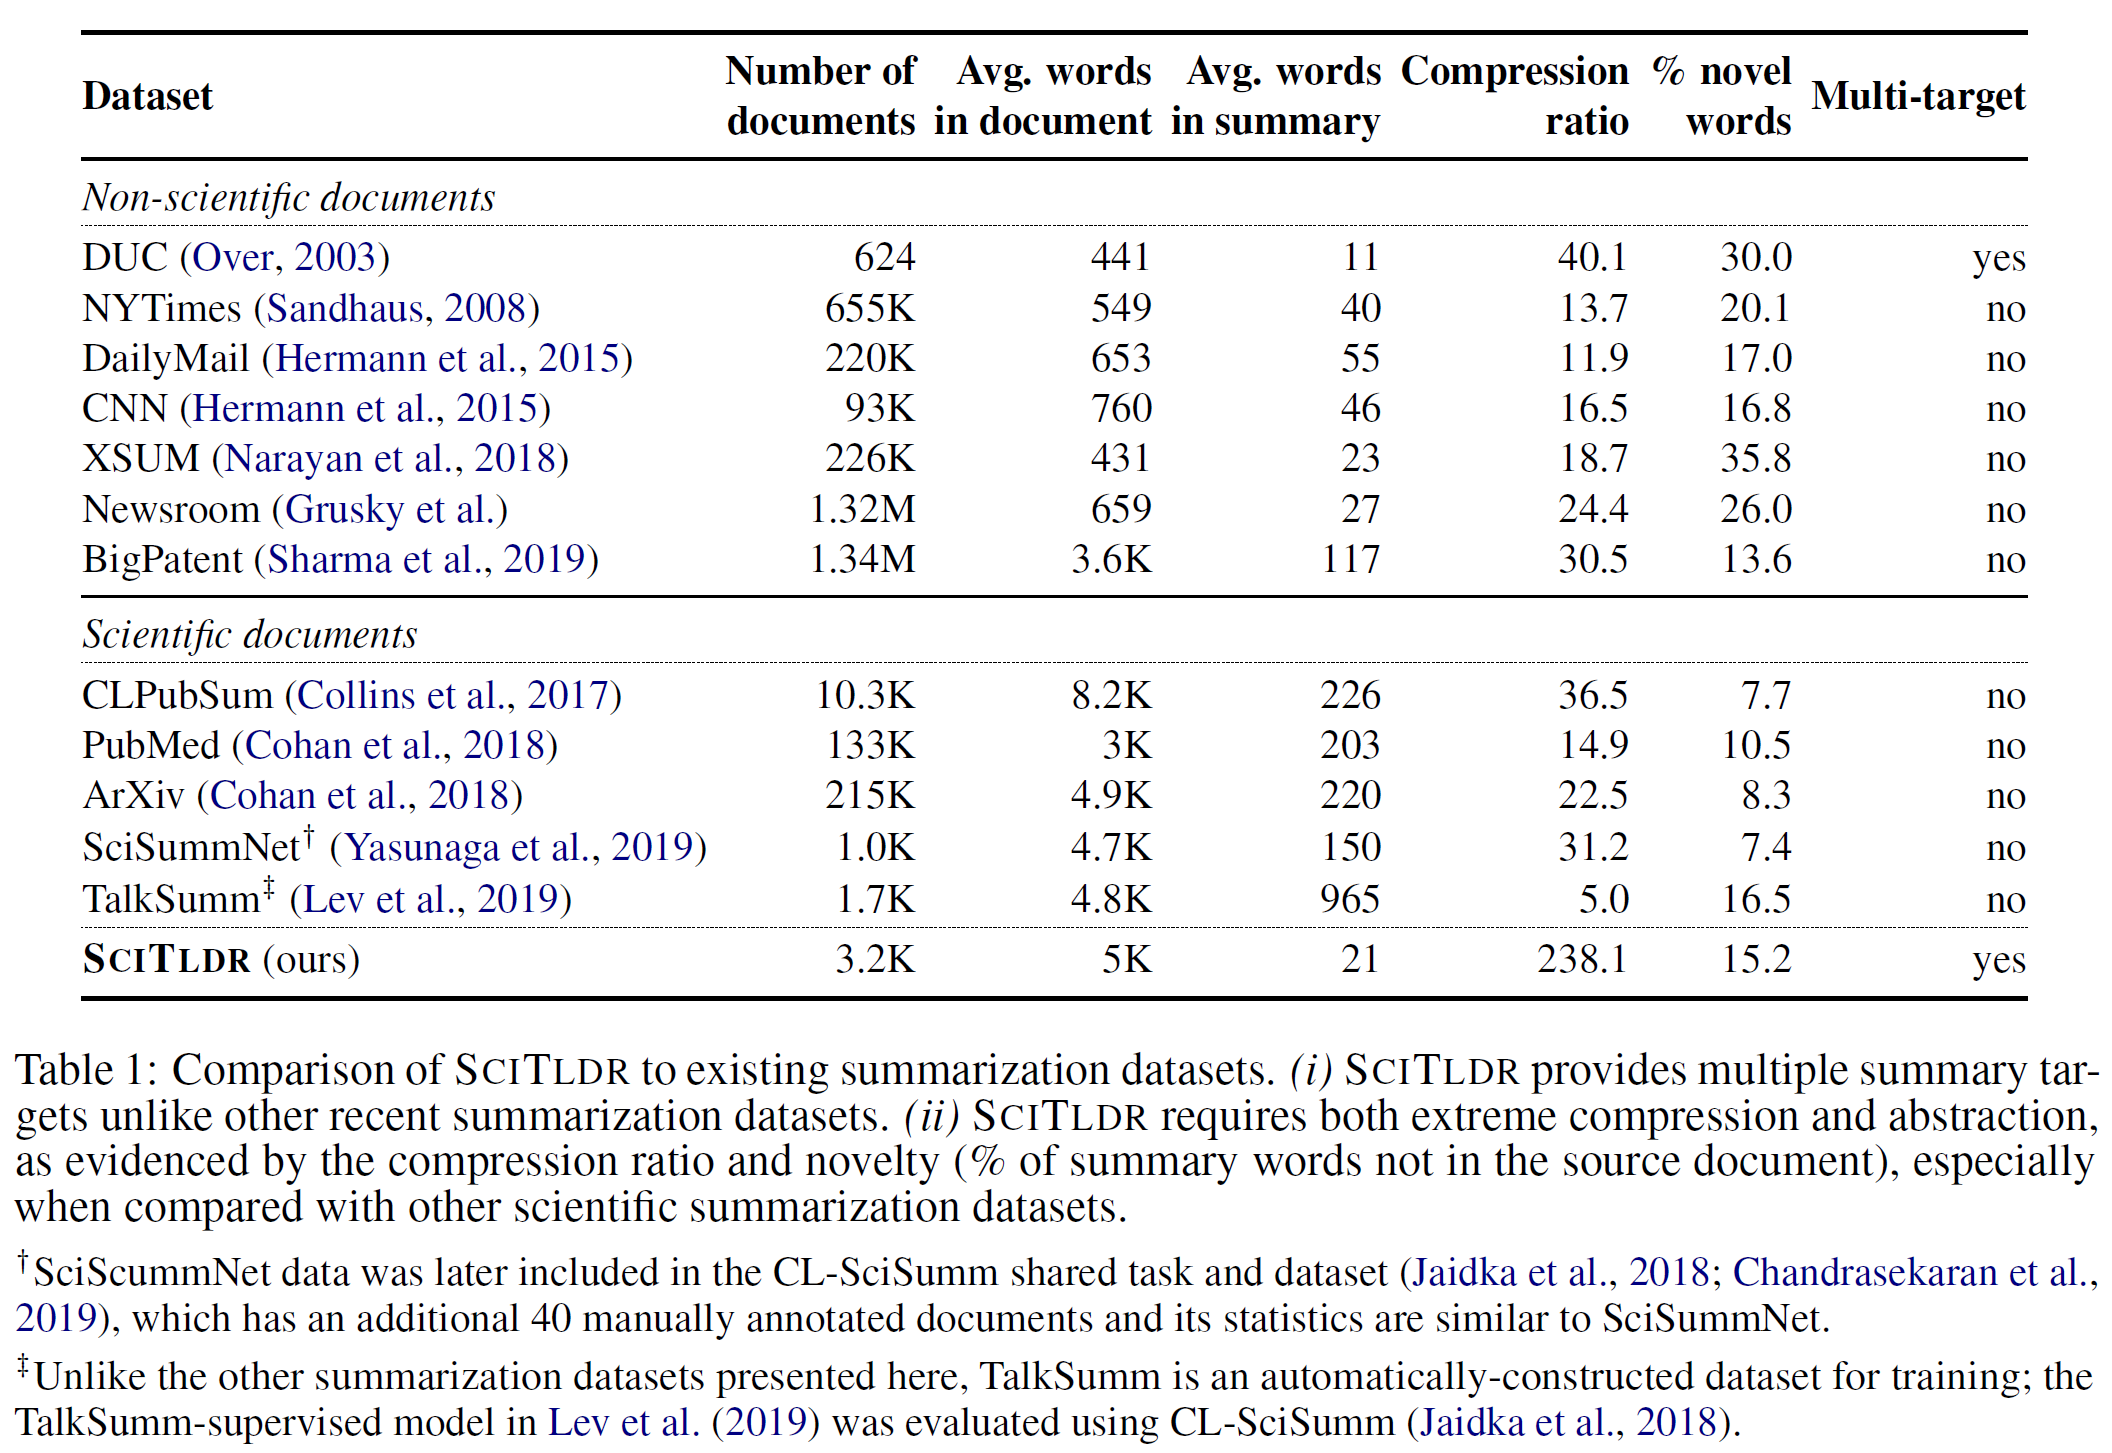 Dataset Number of documents Avg. words in document Avg. words in summary Compression ratio % novel words Multi-target
Non-scientific documents
DUC (Over, 2003) 624 441 11 40.1 30.0 yes
NYTimes (Sandhaus, 2008) 655K 549 40 13.7 20.1 no
DailyMail (Hermann et al., 2015) 220K 653 55 11.9 17.0 no
CNN (Hermann et al., 2015) 93K 760 46 16.5 16.8 no
XSUM (Narayan et al., 2018) 226K 431 23 18.7 35.8 no
Newsroom (Grusky et al.) 1.32M 659 27 24.4 26.0 no
BigPatent (Sharma et al., 2019) 1.34M 3.6K 117 30.5 13.6 no
Scientific documents
CLPubSum (Collins et al., 2017) 10.3K 8.2K 226 36.5 7.7 no
PubMed (Cohan et al., 2018) 133K 3K 203 14.9 10.5 no
ArXiv (Cohan et al., 2018) 215K 4.9K 220 22.5 8.3 no
SciSummNet† (Yasunaga et al., 2019) 1.0K 4.7K 150 31.2 7.4 no
TalkSumm‡ (Lev et al., 2019) 1.7K 4.8K 965 5.0 16.5 no
SCITLDR (ours) 3.2K 5K 21 238.1 15.2 yes
Table 1: Comparison of SCITLDR to existing summarization datasets. (i) SCITLDR provides multiple summary tar-
gets unlike other recent summarization datasets. (ii) SCITLDR requires both extreme compression and abstraction,
as evidenced by the compression ratio and novelty (% of summary words not in the source document), especially
when compared with other scientific summarization datasets.
†SciScummNet data was later included in the CL-SciSumm shared task and dataset (Jaidka et al., 2018; Chandrasekaran et al.,
2019), which has an additional 40 manually annotated documents and its statistics are similar to SciSummNet.
‡Unlike the other summarization datasets presented here, TalkSumm is an automatically-constructed dataset for training; the
TalkSumm-supervised model in Lev et al. (2019) was evaluated using CL-SciSumm (Jaidka et al., 2018).